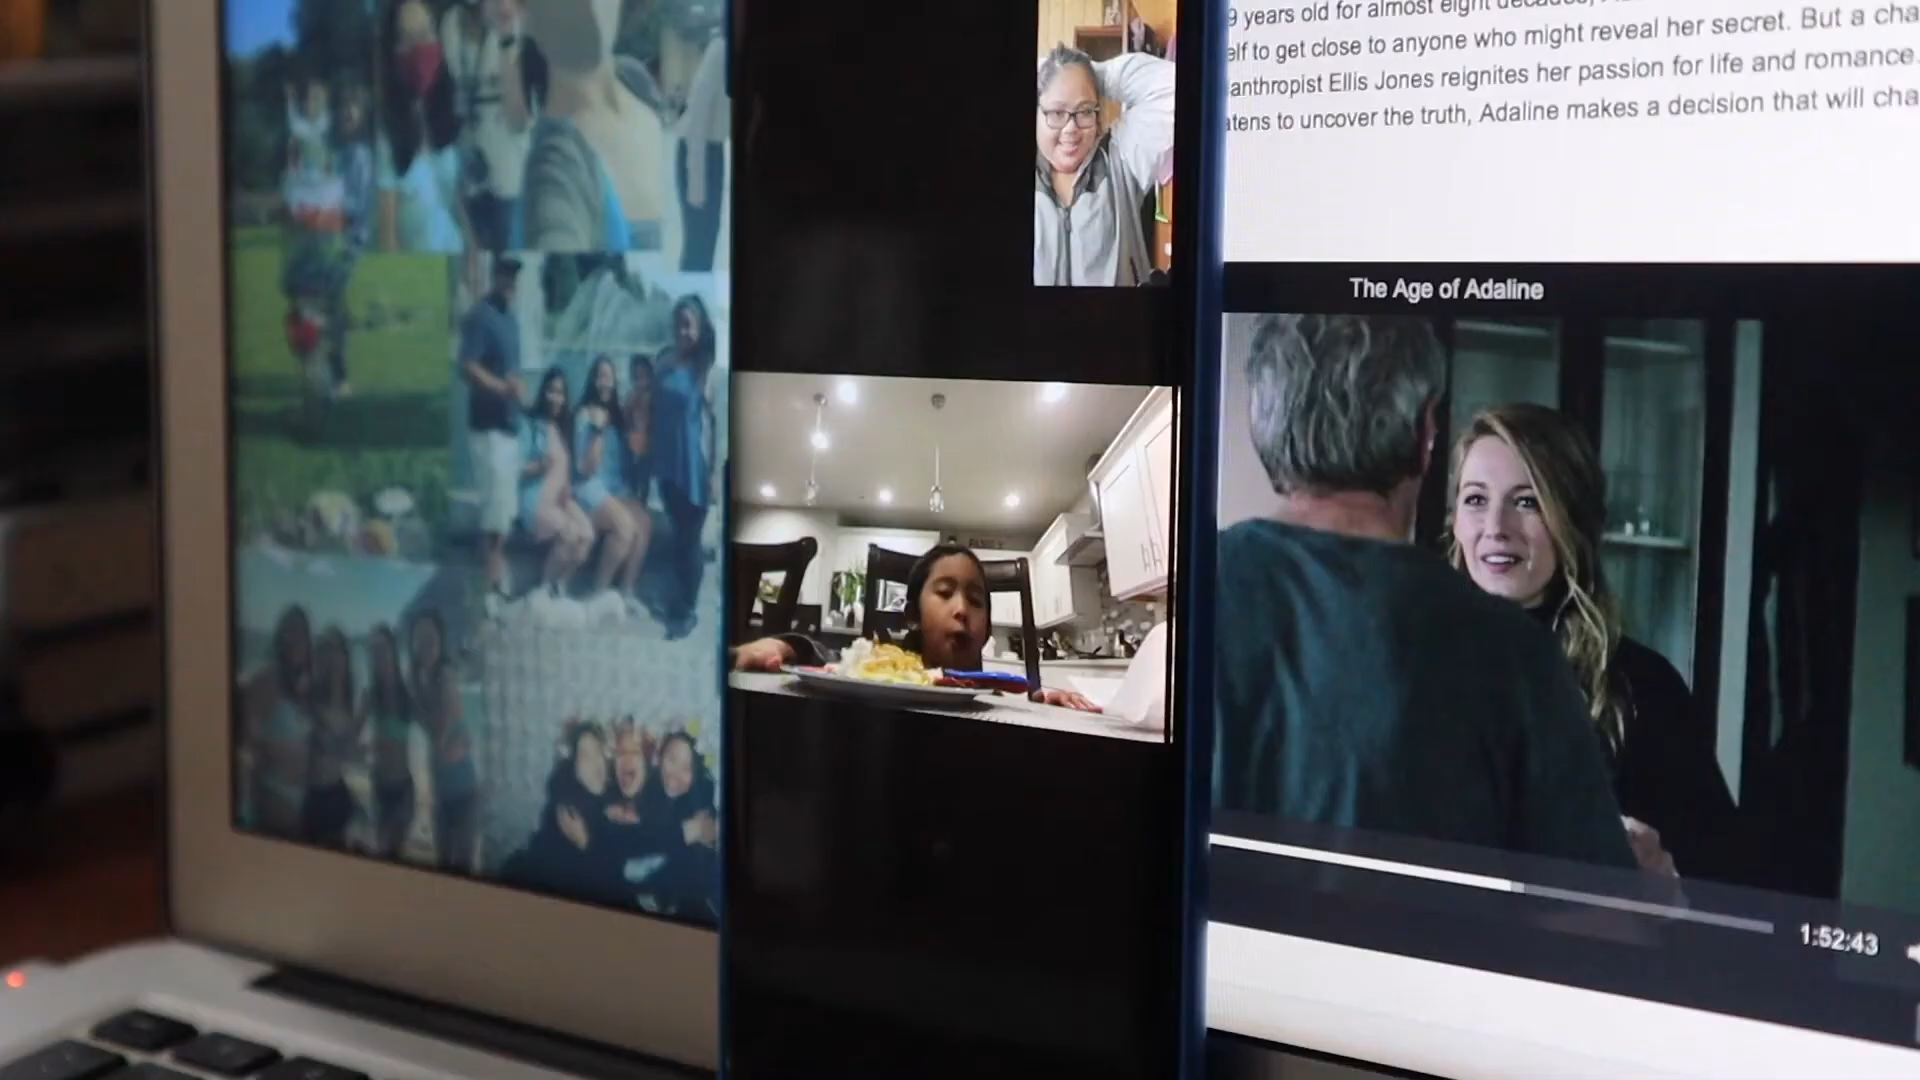 9 years old for almost eight decades,
elf to get close to anyone who might reveal her secret. But a cha
anthropist Ellis Jones reignites her passion for life and romance.
atens to uncover the truth, Adaline makes a decision that will cha
The Age of Adaline
FAMILY
1:52:43